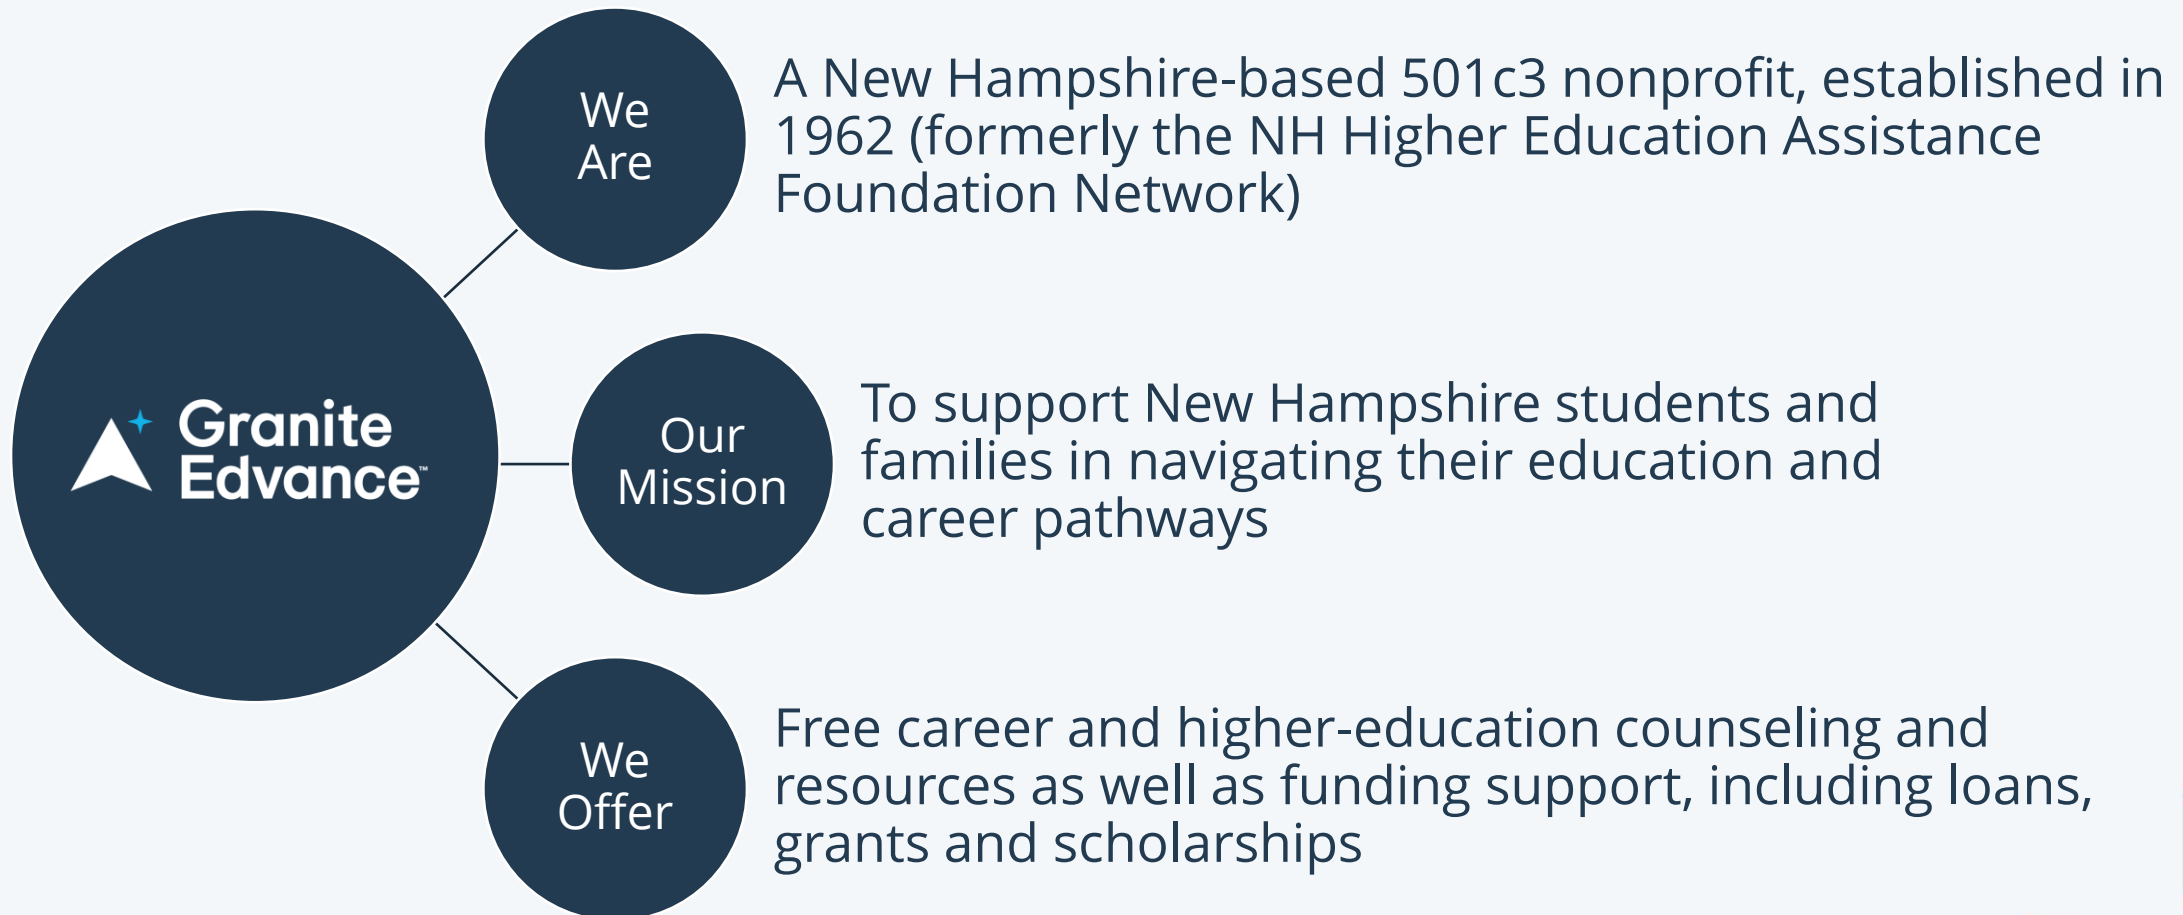 We
Are
A New Hampshire-based 501c3 nonprofit, established in
1962 (formerly the NH Higher Education Assistance
Foundation Network)
Granite
Edvance™
Our
Mission
To support New Hampshire students and
families in navigating their education and
career pathways
We
Offer
Free career and higher-education counseling and
resources as well as funding support, including loans,
grants and scholarships